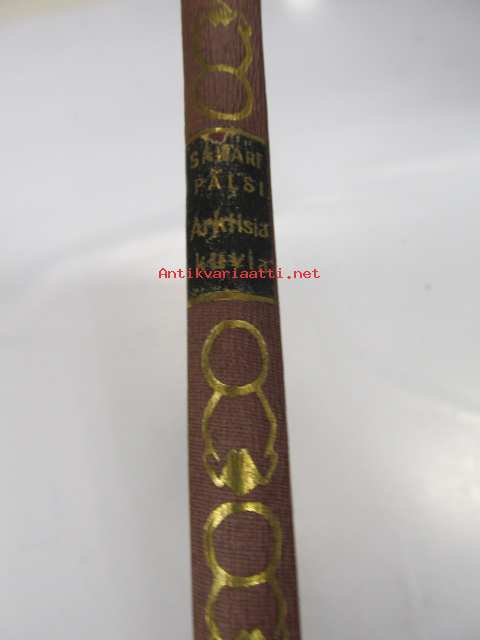 SAKARI
PÄLSI
Arktisia
kuvia
Antikvariaatti.net